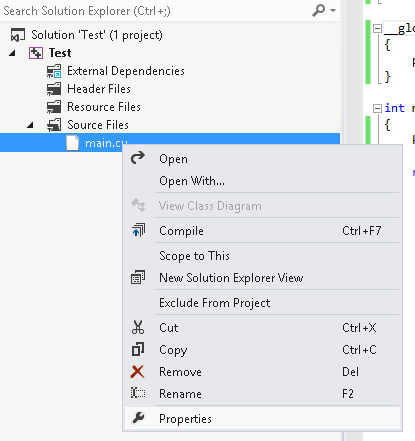 Search Solution Explorer (Ctrl+;)
Solution 'Test' (1 project)
Test
External Dependencies
Header Files
Resource Files
Source Files
main.cu
Open
Open With...
View Class Diagram
Compile Ctrl+F7
Scope to This
New Solution Explorer View
Exclude From Project
Cut Ctrl+X
Copy Ctrl+C
Remove Del
Rename F2
Properties
__glo
{
}
int
{